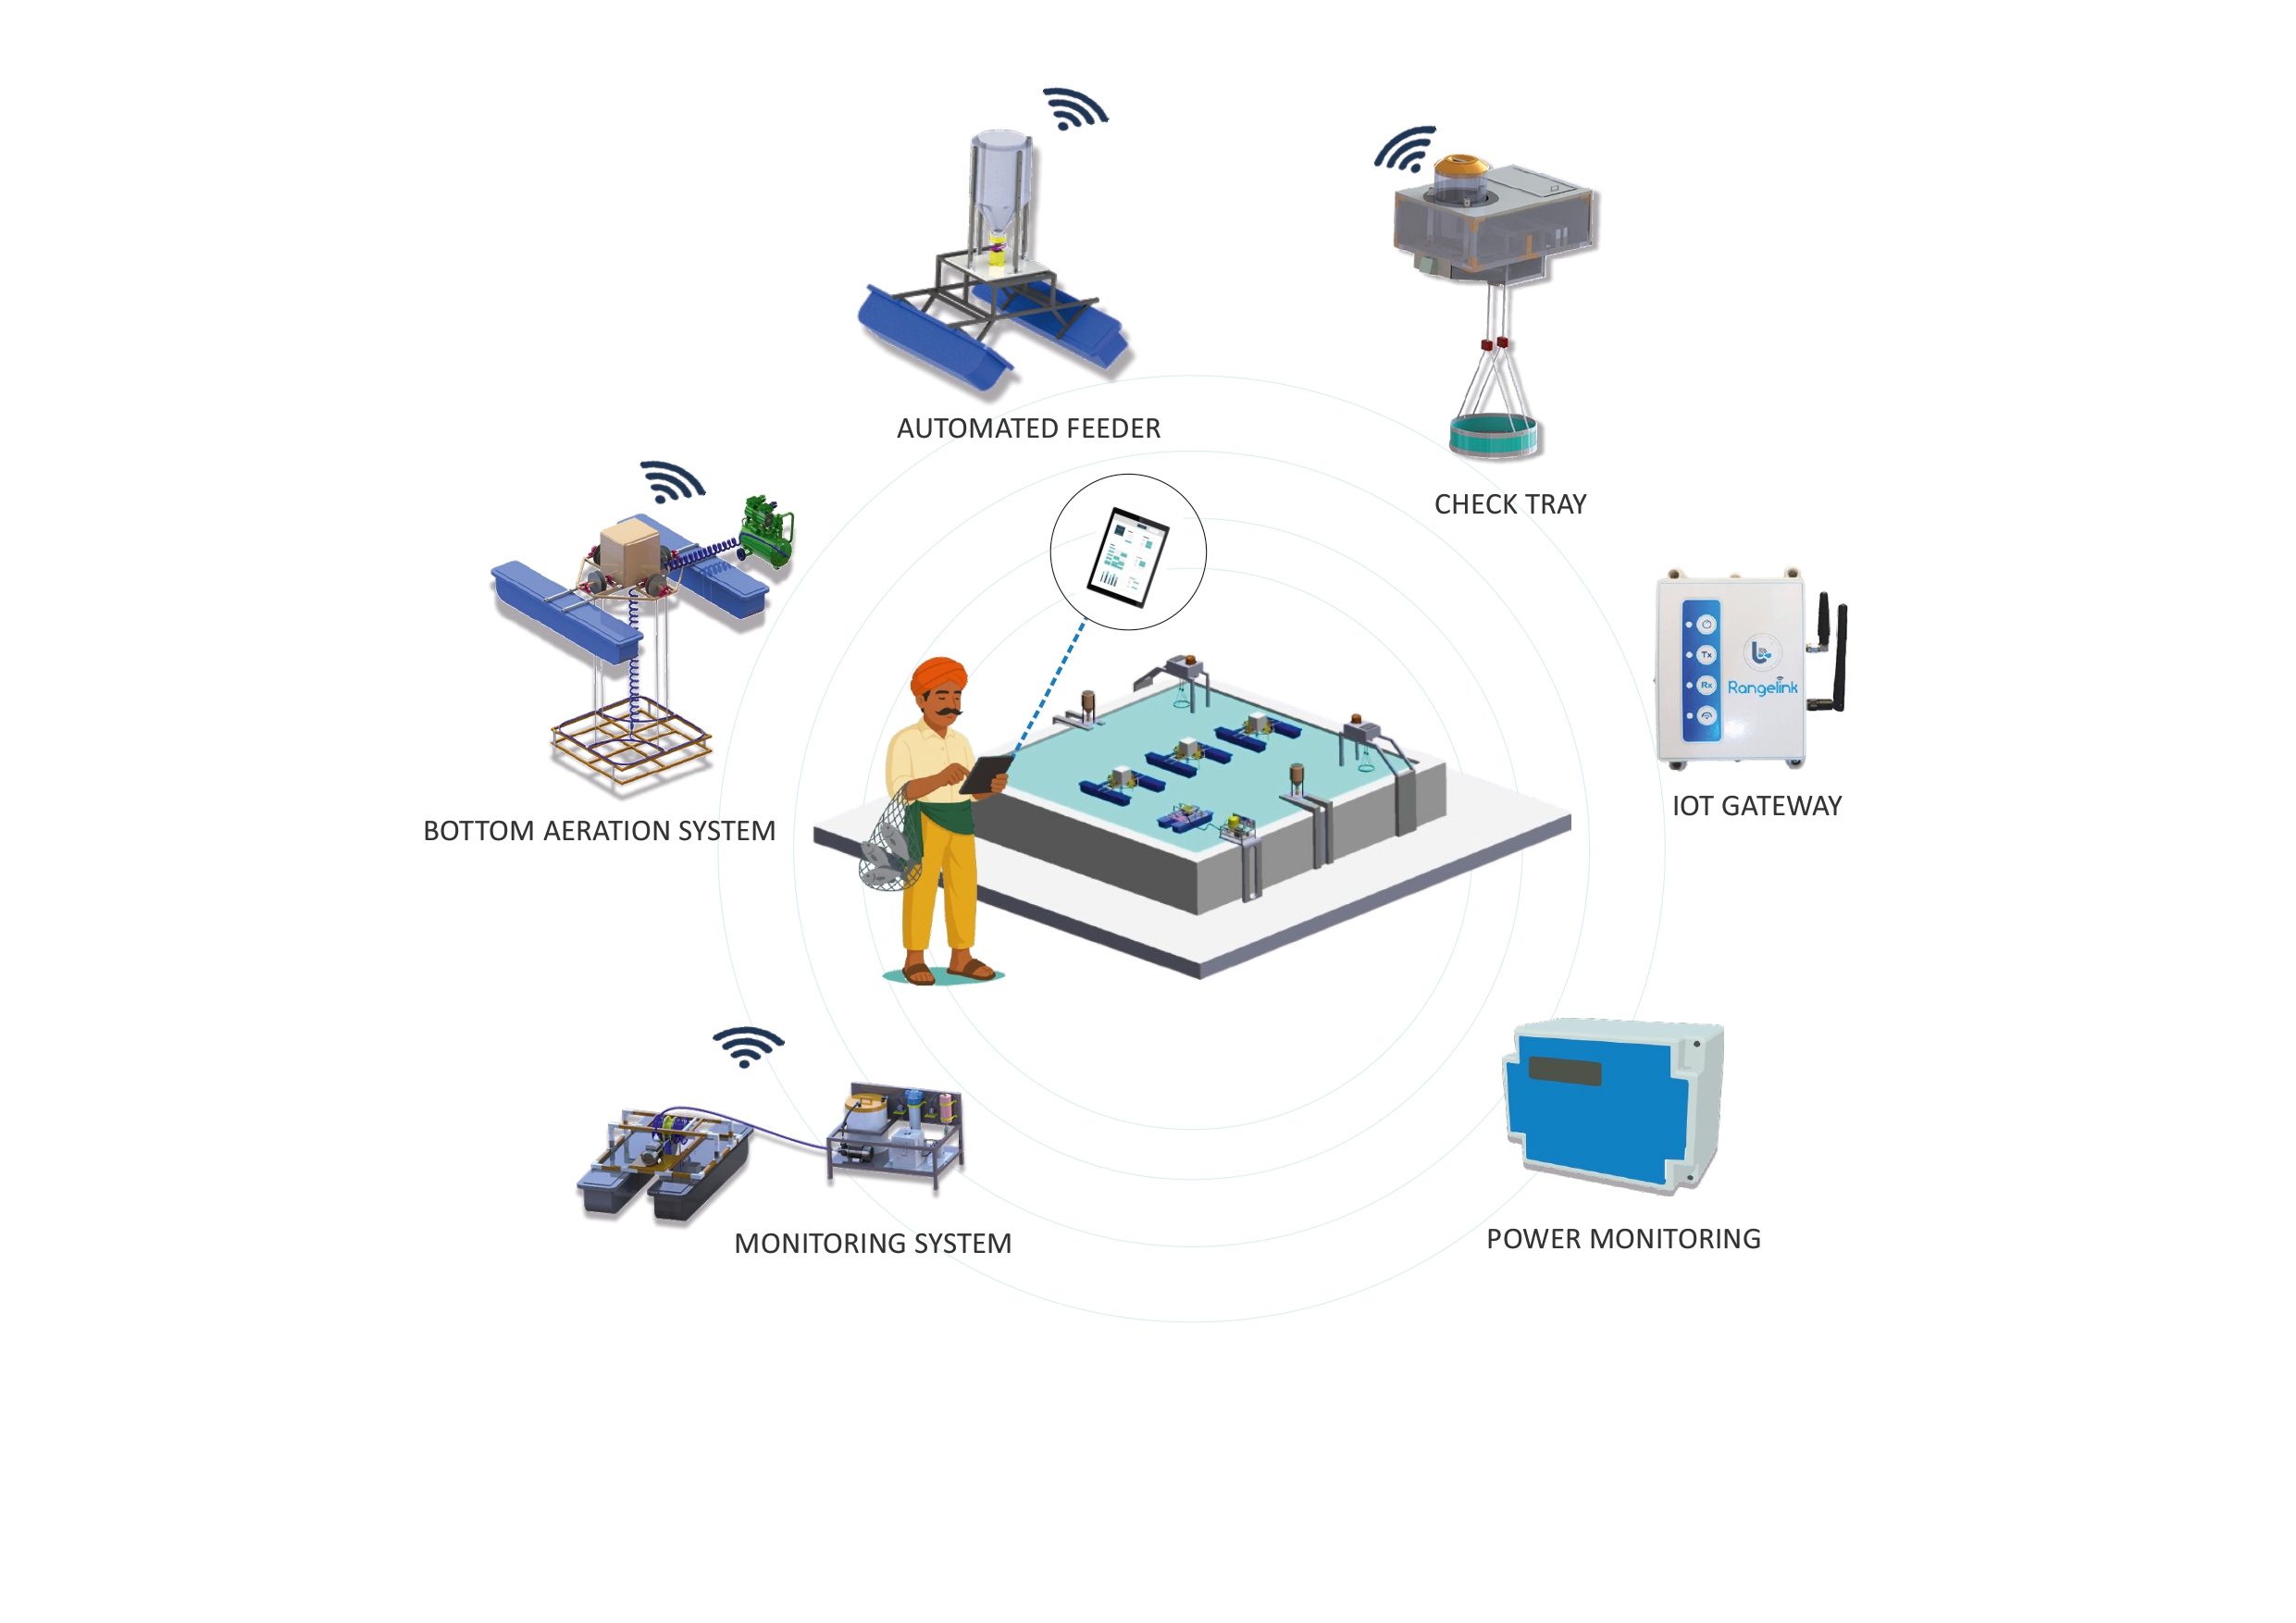 AUTOMATED FEEDER
CHECK TRAY
BOTTOM AERATION SYSTEM
Tx
Rx
Rangelink
IOT GATEWAY
MONITORING SYSTEM
POWER MONITORING